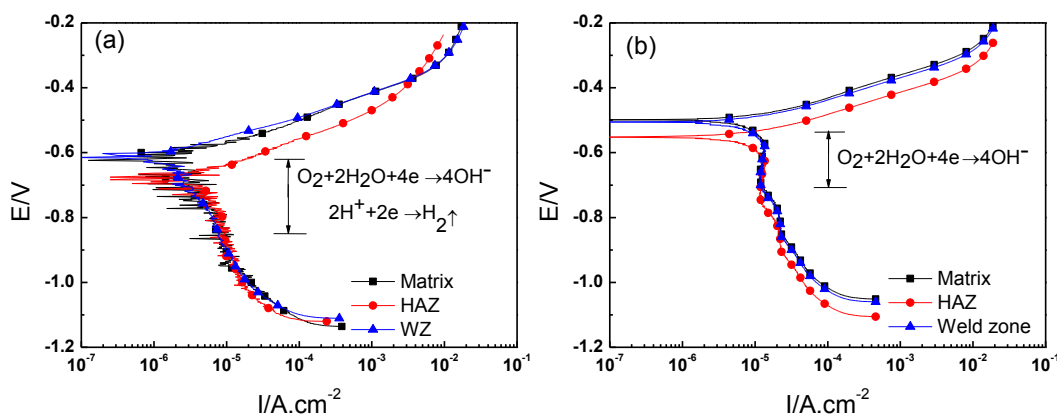 (a)
E/V
-0.2
-0.4
-0.6
-0.8
-1.0
-1.2
O₂+2H₂O+4e →4OH⁻
2H⁺+2e →H₂↑
Matrix
HAZ
WZ
10⁻⁷ 10⁻⁶ 10⁻⁵ 10⁻⁴ 10⁻³ 10⁻² 10⁻¹
I/A.cm⁻²
(b)
E/V
-0.2
-0.4
-0.6
-0.8
-1.0
-1.2
O₂+2H₂O+4e →4OH⁻
Matrix
HAZ
Weld zone
10⁻⁷ 10⁻⁶ 10⁻⁵ 10⁻⁴ 10⁻³ 10⁻² 10⁻¹
I/A.cm⁻²